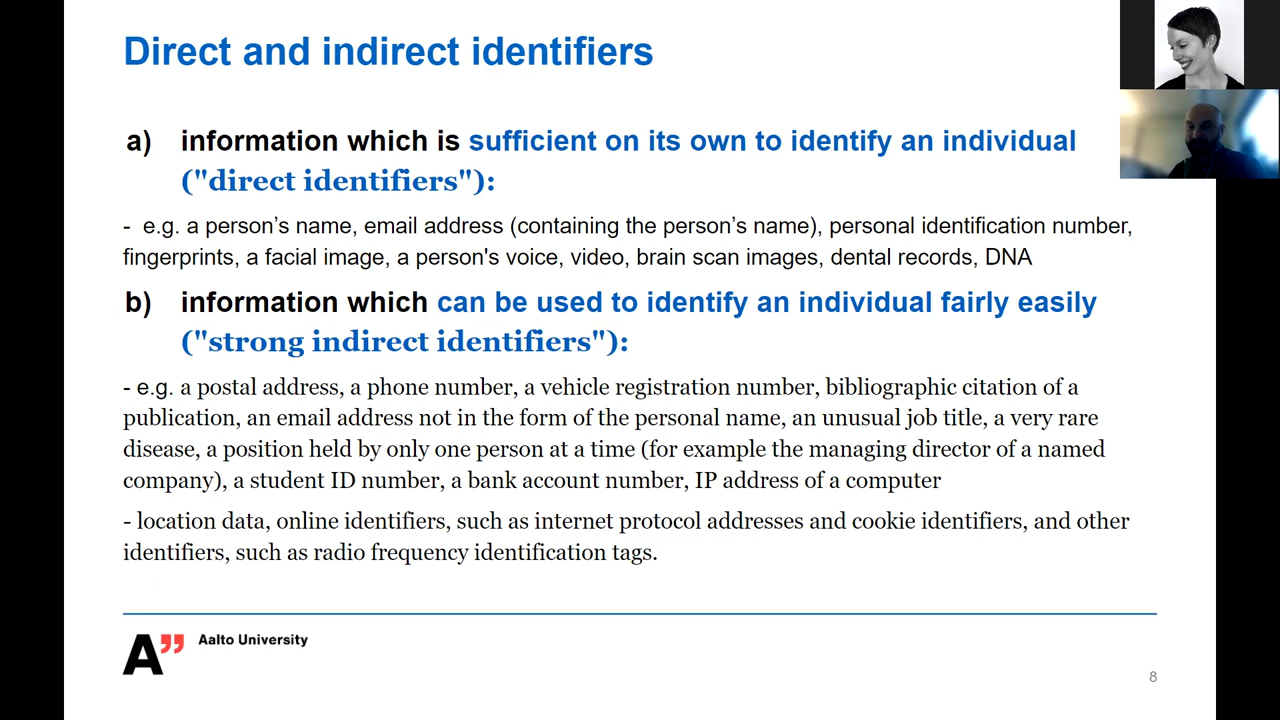 Direct and indirect identifiers
a) information which is sufficient on its own to identify an individual
("direct identifiers"):
- e.g. a person’s name, email address (containing the person’s name), personal identification number,
fingerprints, a facial image, a person's voice, video, brain scan images, dental records, DNA
b) information which can be used to identify an individual fairly easily
("strong indirect identifiers"):
- e.g. a postal address, a phone number, a vehicle registration number, bibliographic citation of a
publication, an email address not in the form of the personal name, an unusual job title, a very rare
disease, a position held by only one person at a time (for example the managing director of a named
company), a student ID number, a bank account number, IP address of a computer
- location data, online identifiers, such as internet protocol addresses and cookie identifiers, and other
identifiers, such as radio frequency identification tags.
A” Aalto University
8